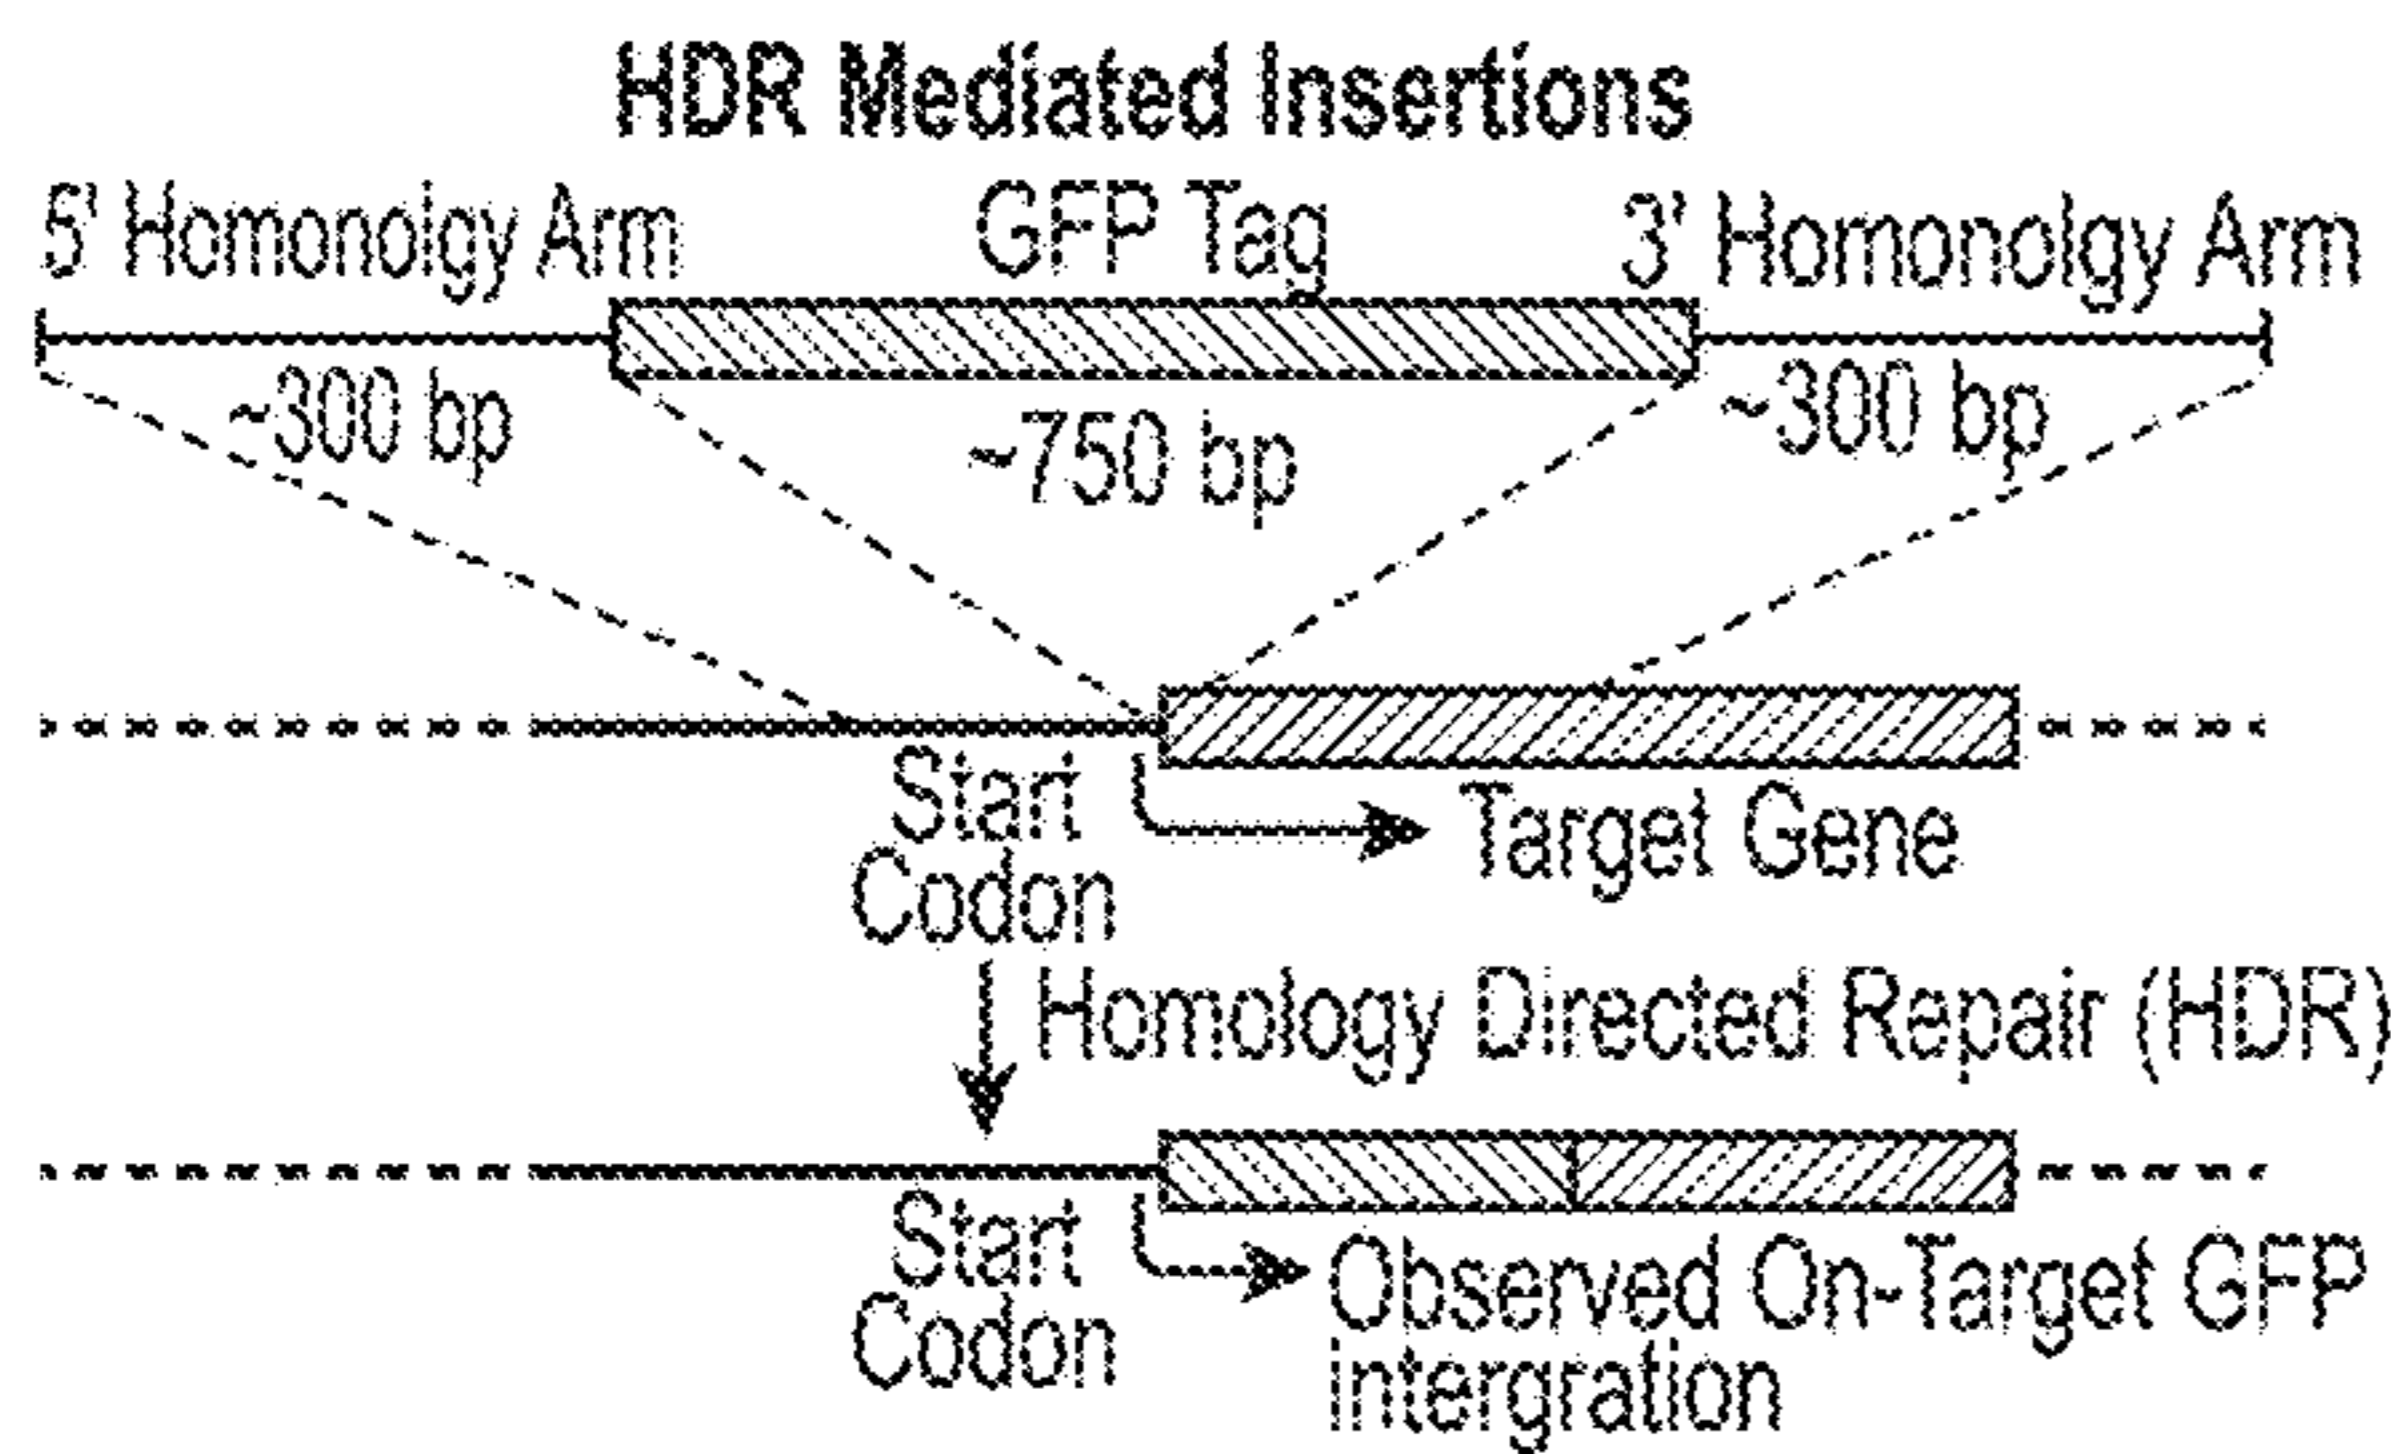 HDR Mediated Insertions
5' Homonolgy Arm
GFP Tag
3' Homonolgy Arm
~300 bp
~750 bp
~300 bp
Start
Codon
Target Gene
Homology Directed Repair (HDR)
Start
Codon
Observed On-Target GFP
intergration